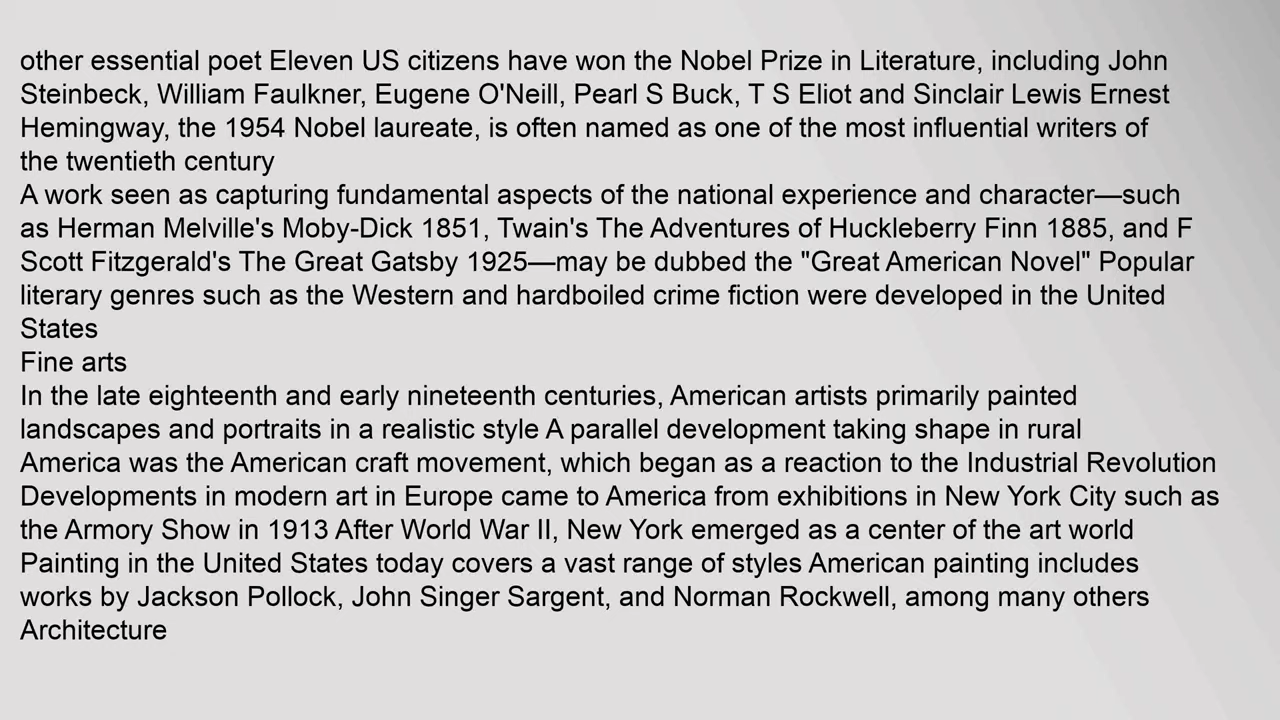 other essential poet Eleven US citizens have won the Nobel Prize in Literature, including John
Steinbeck, William Faulkner, Eugene O'Neill, Pearl S Buck, T S Eliot and Sinclair Lewis Ernest
Hemingway, the 1954 Nobel laureate, is often named as one of the most influential writers of
the twentieth century
A work seen as capturing fundamental aspects of the national experience and character—such
as Herman Melville's Moby-Dick 1851, Twain's The Adventures of Huckleberry Finn 1885, and F
Scott Fitzgerald's The Great Gatsby 1925—may be dubbed the "Great American Novel" Popular
literary genres such as the Western and hardboiled crime fiction were developed in the United
States
Fine arts
In the late eighteenth and early nineteenth centuries, American artists primarily painted
landscapes and portraits in a realistic style A parallel development taking shape in rural
America was the American craft movement, which began as a reaction to the Industrial Revolution
Developments in modern art in Europe came to America from exhibitions in New York City such as
the Armory Show in 1913 After World War II, New York emerged as a center of the art world
Painting in the United States today covers a vast range of styles American painting includes
works by Jackson Pollock, John Singer Sargent, and Norman Rockwell, among many others
Architecture